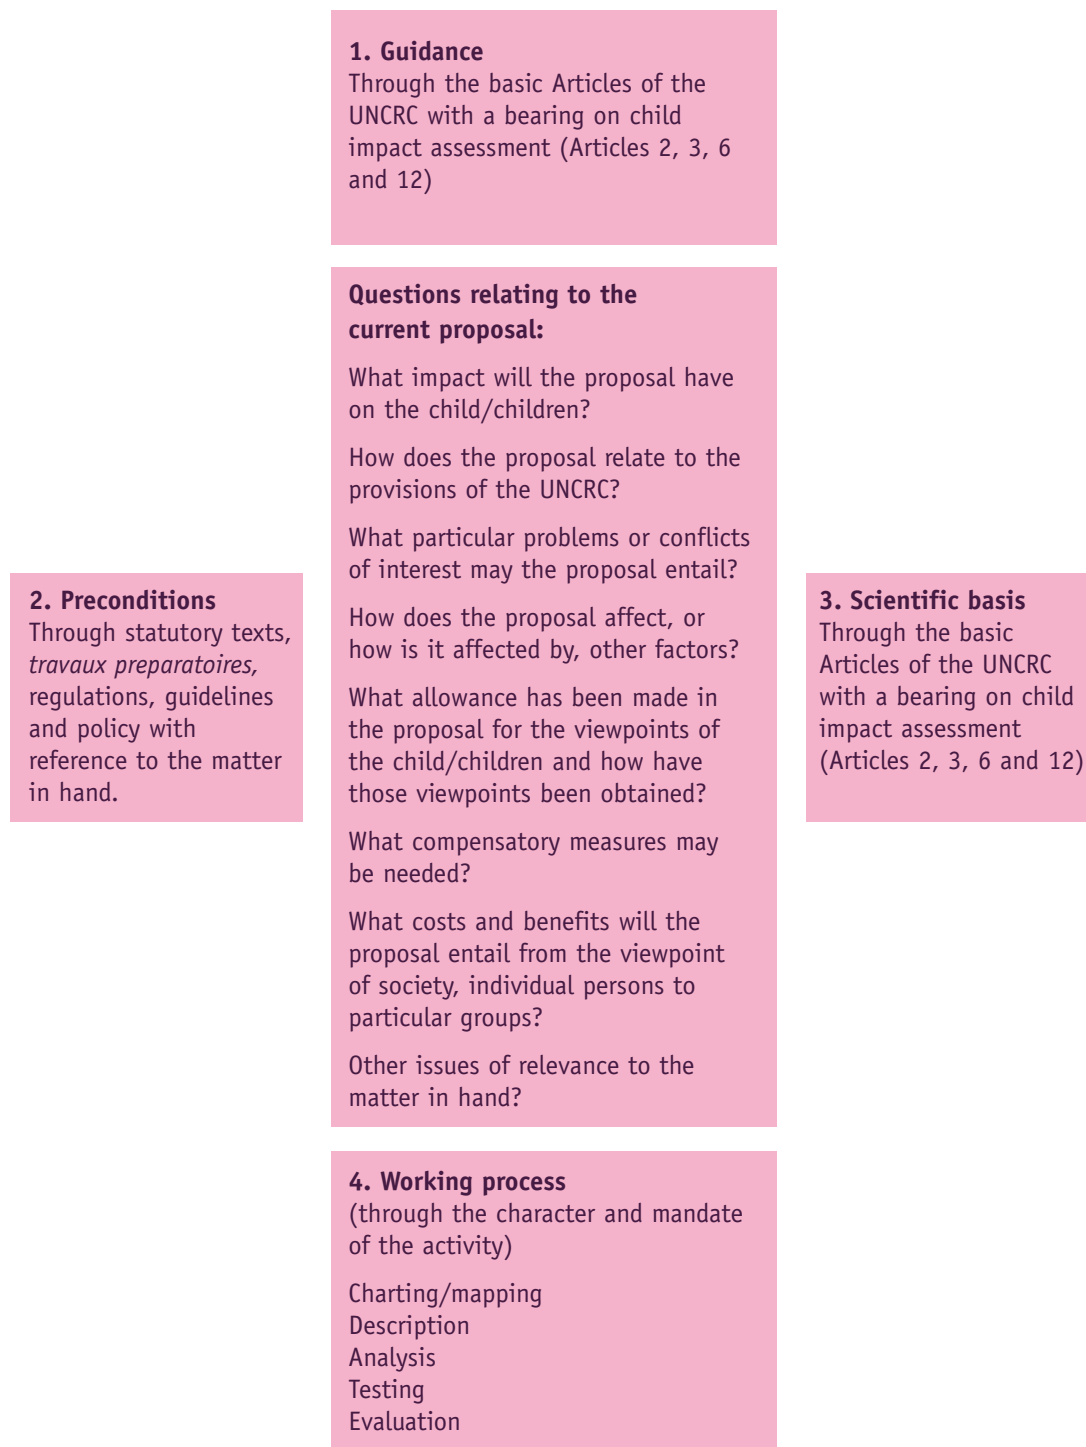 1. Guidance
Through the basic Articles of the
UNCRC with a bearing on child
impact assessment (Articles 2, 3, 6
and 12)
Questions relating to the
current proposal:
What impact will the proposal have
on the child/children?
How does the proposal relate to the
provisions of the UNCRC?
What particular problems or conflicts
of interest may the proposal entail?
How does the proposal affect, or
how is it affected by, other factors?
What allowance has been made in
the proposal for the viewpoints of
the child/children and how have
those viewpoints been obtained?
What compensatory measures may
be needed?
What costs and benefits will the
proposal entail from the viewpoint
of society, individual persons to
particular groups?
Other issues of relevance to the
matter in hand?
2. Preconditions
Through statutory texts,
travaux preparatoires,
regulations, guidelines
and policy with
reference to the matter
in hand.
3. Scientific basis
Through the basic
Articles of the UNCRC
with a bearing on child
impact assessment
(Articles 2, 3, 6 and 12)
4. Working process
(through the character and mandate
of the activity)
Charting/mapping
Description
Analysis
Testing
Evaluation